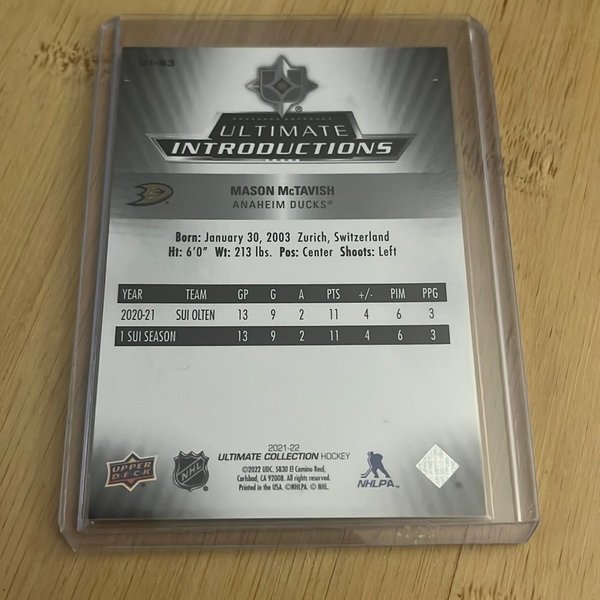 UI-83
ULTIMATE
INTRODUCTIONS
MASON McTAVISH
ANAHEIM DUCKS®
Born: January 30, 2003 Zurich, Switzerland
Ht: 6'0" Wt: 213 lbs. Pos: Center Shoots: Left
YEAR TEAM GP G A PTS +/- PIM PPG
2020-21 SUI OLTEN 13 9 2 11 4 6 3
1 SUI SEASON 13 9 2 11 4 6 3
2021-22
ULTIMATE COLLECTION HOCKEY
©2022 UDC. 5830 El Camino Real,
Carlsbad, CA 92008. All rights reserved.
Printed in the USA. ©NHLPA. © NHL.
UPPER
DECK
NHL
NHLPA